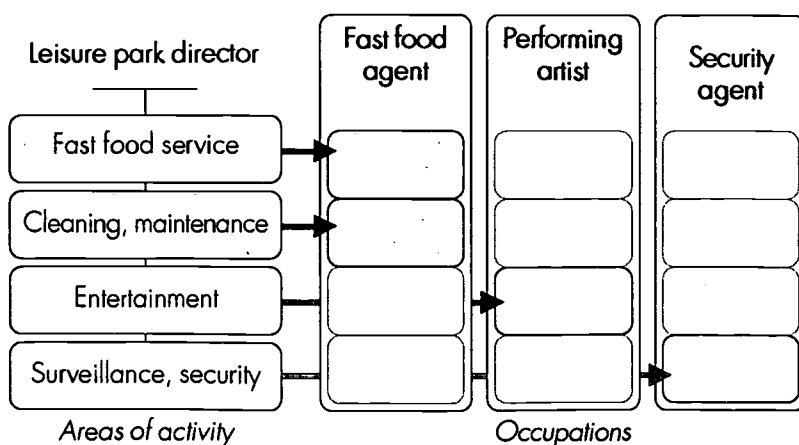 Leisure park director
Fast food
agent
Performing
artist
Security
agent
Fast food service
Cleaning, maintenance
Entertainment
Surveillance, security
Areas of activity
Occupations